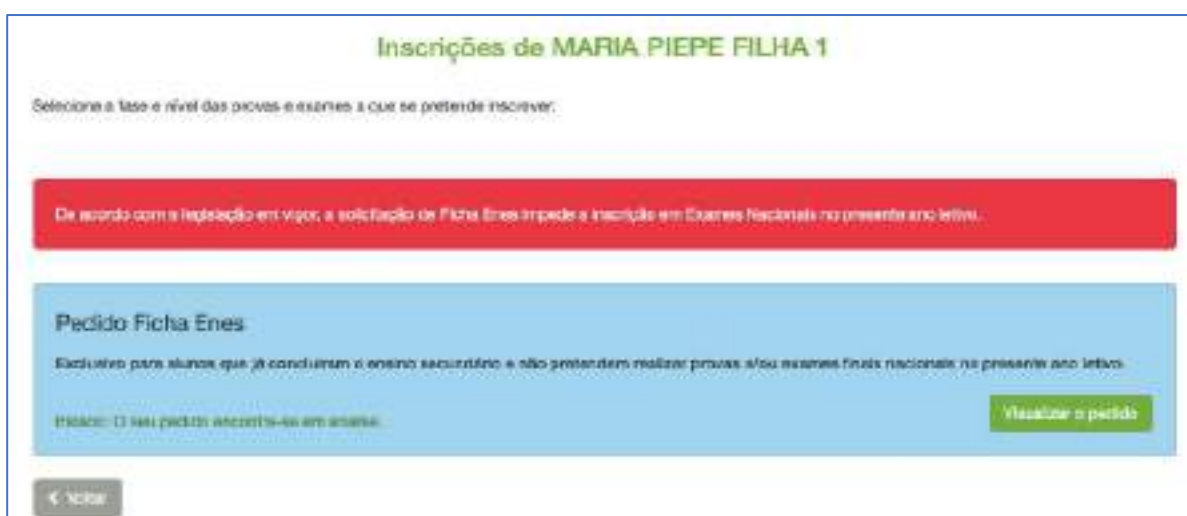 Inscrições de MARIA PIEPE FILHA 1
Selecione a fase e nível das provas e exames a que se pretende inscrever:
De acordo com a legislação em vigor, a solicitação de Ficha Enes impede a inscrição em Exames Nacionais no presente ano letivo.
Pedido Ficha Enes
Exclusivo para alunos que já concluíram o ensino secundário e não pretendem realizar provas e/ou exames finais nacionais no presente ano letivo.
Estado: O seu pedido encontra-se em análise.
Visualizar o pedido
Voltar